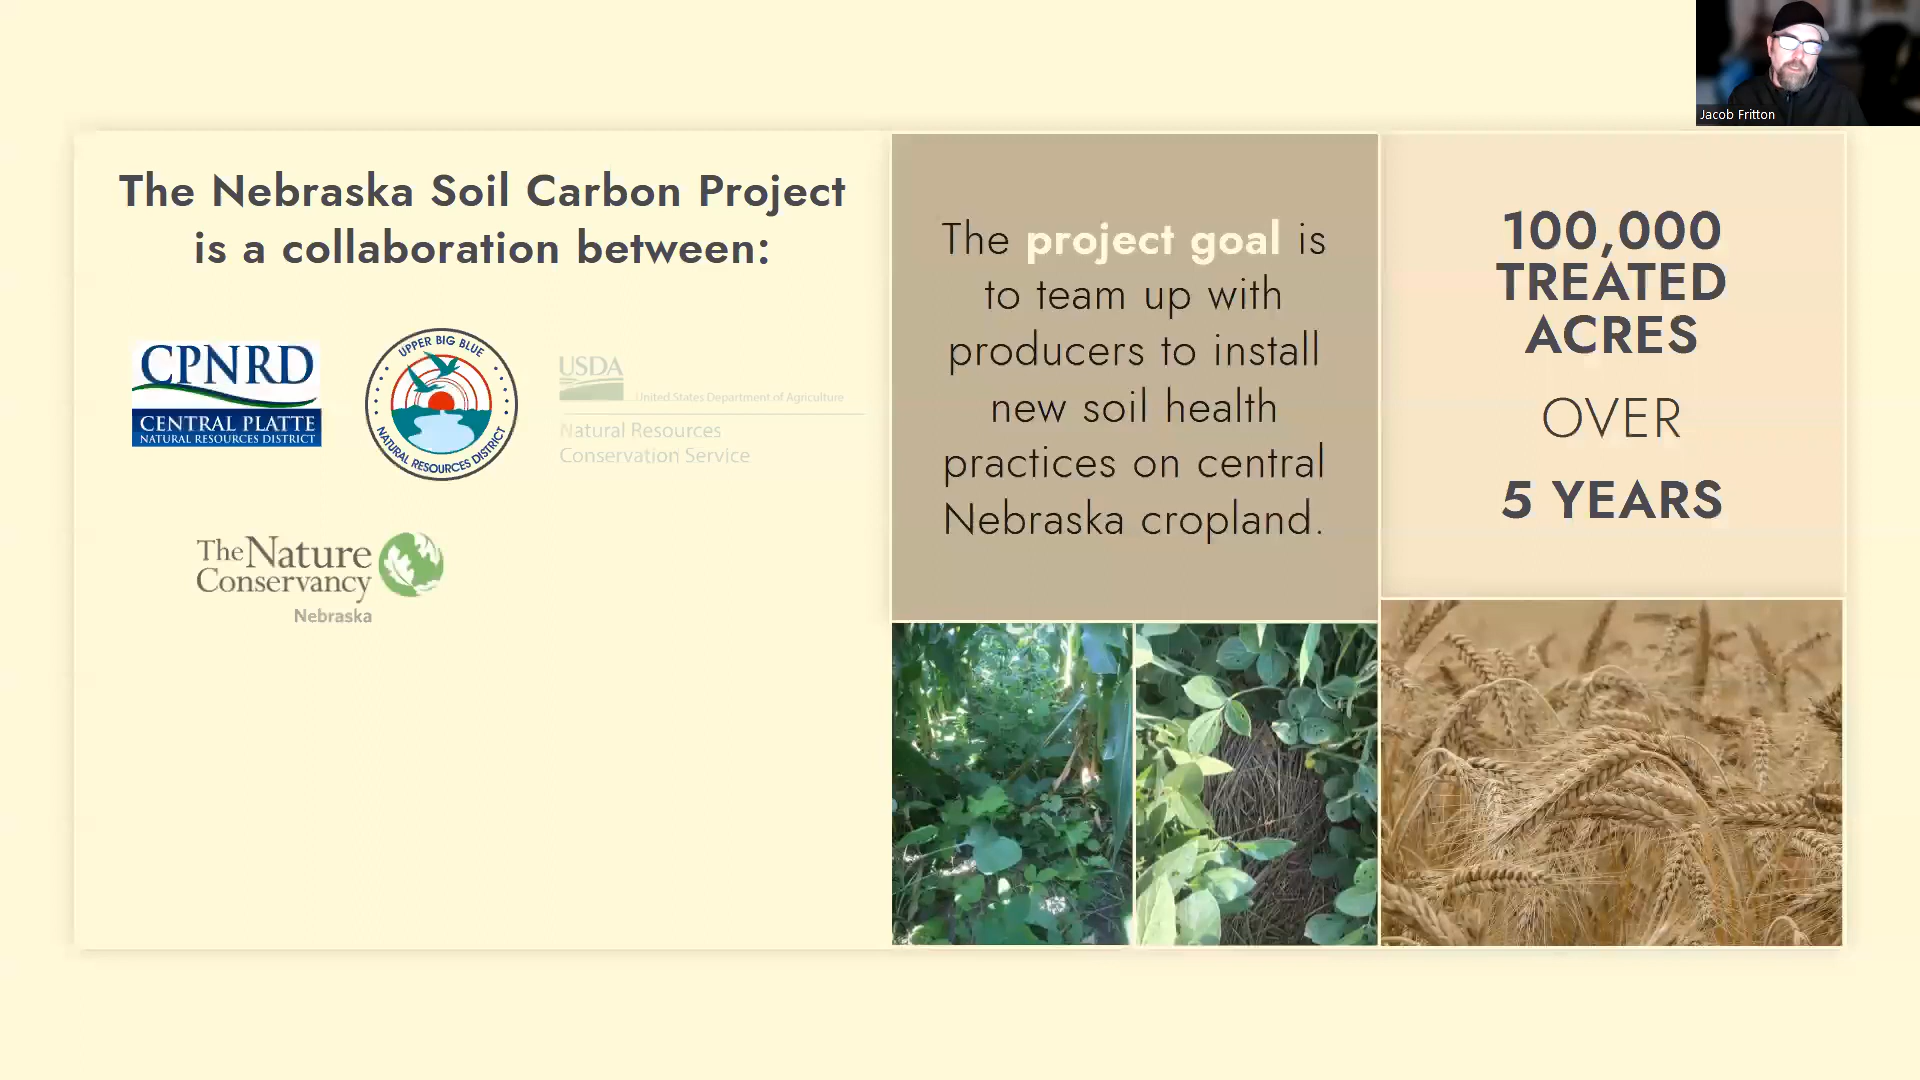 Jacob Fritton
The Nebraska Soil Carbon Project
is a collaboration between:
CPNRD
CENTRAL PLATTE
NATURAL RESOURCES DISTRICT
UPPER BIG BLUE
NATURAL RESOURCES DISTRICT
USDA
United States Department of Agriculture
Natural Resources
Conservation Service
The Nature
Conservancy
Nebraska
The project goal is
to team up with
producers to install
new soil health
practices on central
Nebraska cropland.
100,000
TREATED
ACRES
OVER
5 YEARS